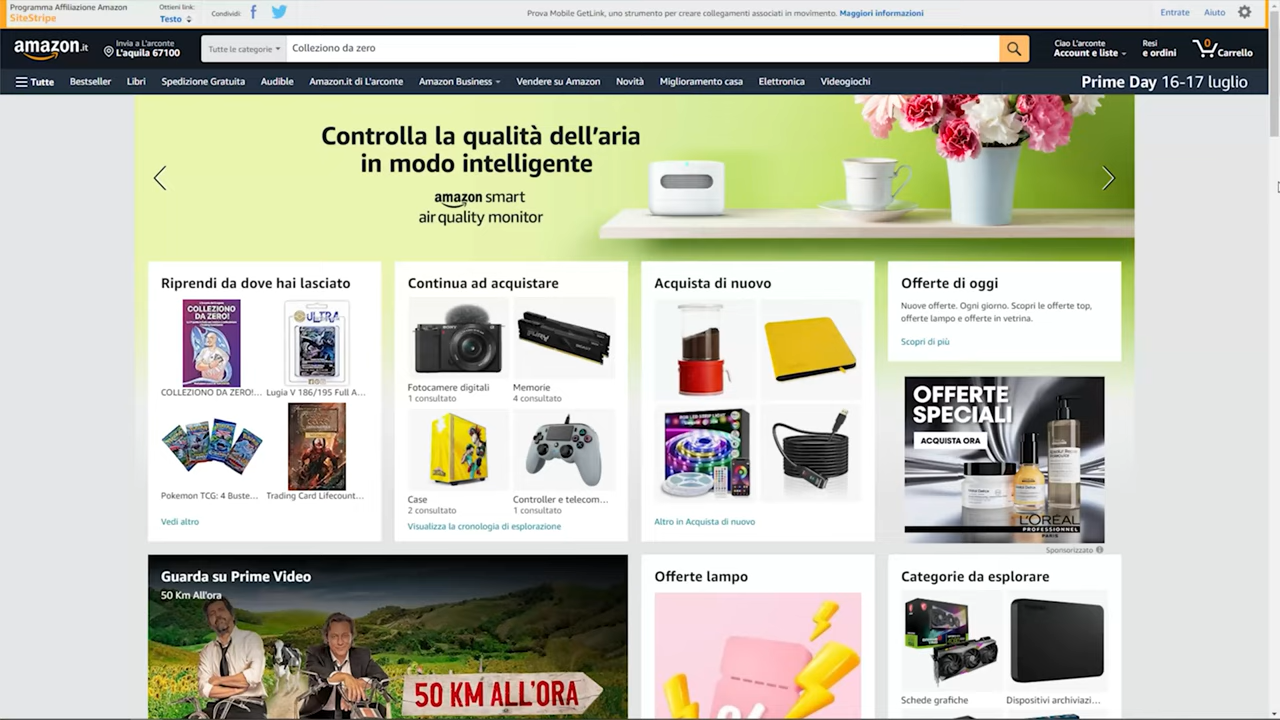 Programma Affiliazione Amazon
SiteStripe
Ottieni link:
Testo
Condividi:
Prova Mobile GetLink, uno strumento per creare collegamenti associati in movimento. Maggiori informazioni
Entrate
Aiuto
amazon.it
Invia a L'arconte
L'aquila 67100
Tutte le categorie
Colleziono da zero
Ciao L'arconte
Account e liste
Resi
e ordini
0
Carrello
Tutte
Bestseller
Libri
Spedizione Gratuita
Audible
Amazon.it di L'arconte
Amazon Business
Vendere su Amazon
Novità
Miglioramento casa
Elettronica
Videogiochi
Prime Day 16-17 luglio
Controlla la qualità dell'aria
in modo intelligente
amazon smart
air quality monitor
Riprendi da dove hai lasciato
COLLEZIONO
DA ZERO!
ULTRA
COLLEZIONO DA ZERO!...
Lugia V 186/195 Full A...
Pokemon TCG: 4 Buste...
Trading Card Lifecount...
Vedi altro
Continua ad acquistare
SONY
Fotocamere digitali
1 consultato
Memorie
4 consultato
Case
2 consultato
Controller e telecom...
1 consultato
Visualizza la cronologia di esplorazione
Acquista di nuovo
RGB LED STRIP LIGHT
Altro in Acquista di nuovo
Offerte di oggi
Nuove offerte. Ogni giorno. Scopri le offerte top,
offerte lampo e offerte in vetrina.
Scopri di più
OFFERTE
SPECIALI
ACQUISTA ORA
L'ORÉAL
PROFESSIONNEL
PARIS
Sponsorizzato
Guarda su Prime Video
50 Km All'ora
50 KM ALL'ORA
Offerte lampo
%
Categorie da esplorare
Schede grafiche
Dispositivi archiviazi...